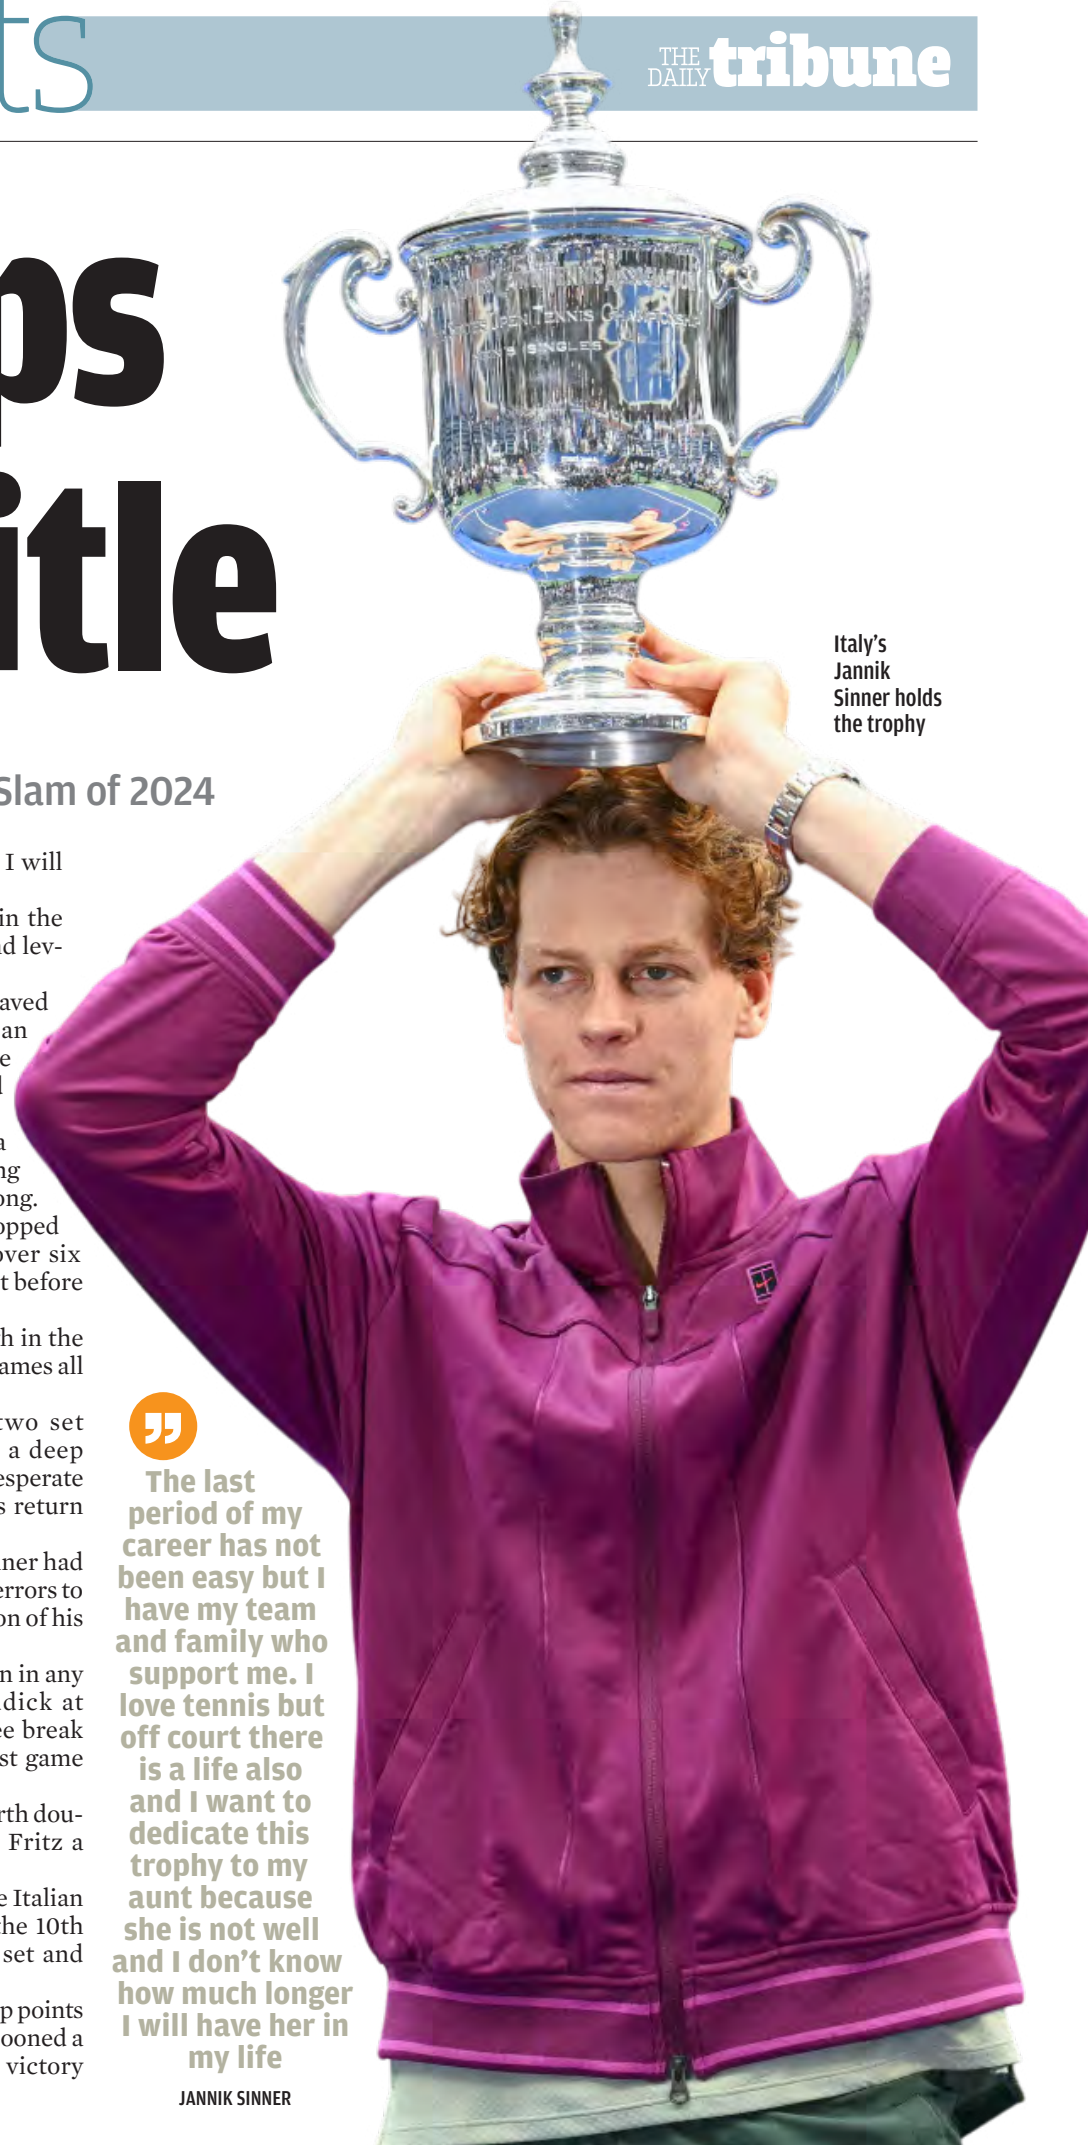 ts
THE DAILY tribune
ps
itle
Slam of 2024
TENNIS CHAMPIONSHIP
MEN'S SINGLES
Italy's
Jannik
Sinner holds
the trophy
I will
in the
d lev-
aved
an
e
a
ng
ong.
opped
over six
t before
h in the
ames all
two set
a deep
esperate
s return
ner had
errors to
on of his
n in any
dick at
ee break
st game
rth dou-
Fritz a
e Italian
the 10th
set and
p points
ooned a
victory
The last
period of my
career has not
been easy but I
have my team
and family who
support me. I
love tennis but
off court there
is a life also
and I want to
dedicate this
trophy to my
aunt because
she is not well
and I don't know
how much longer
I will have her in
my life
JANNIK SINNER